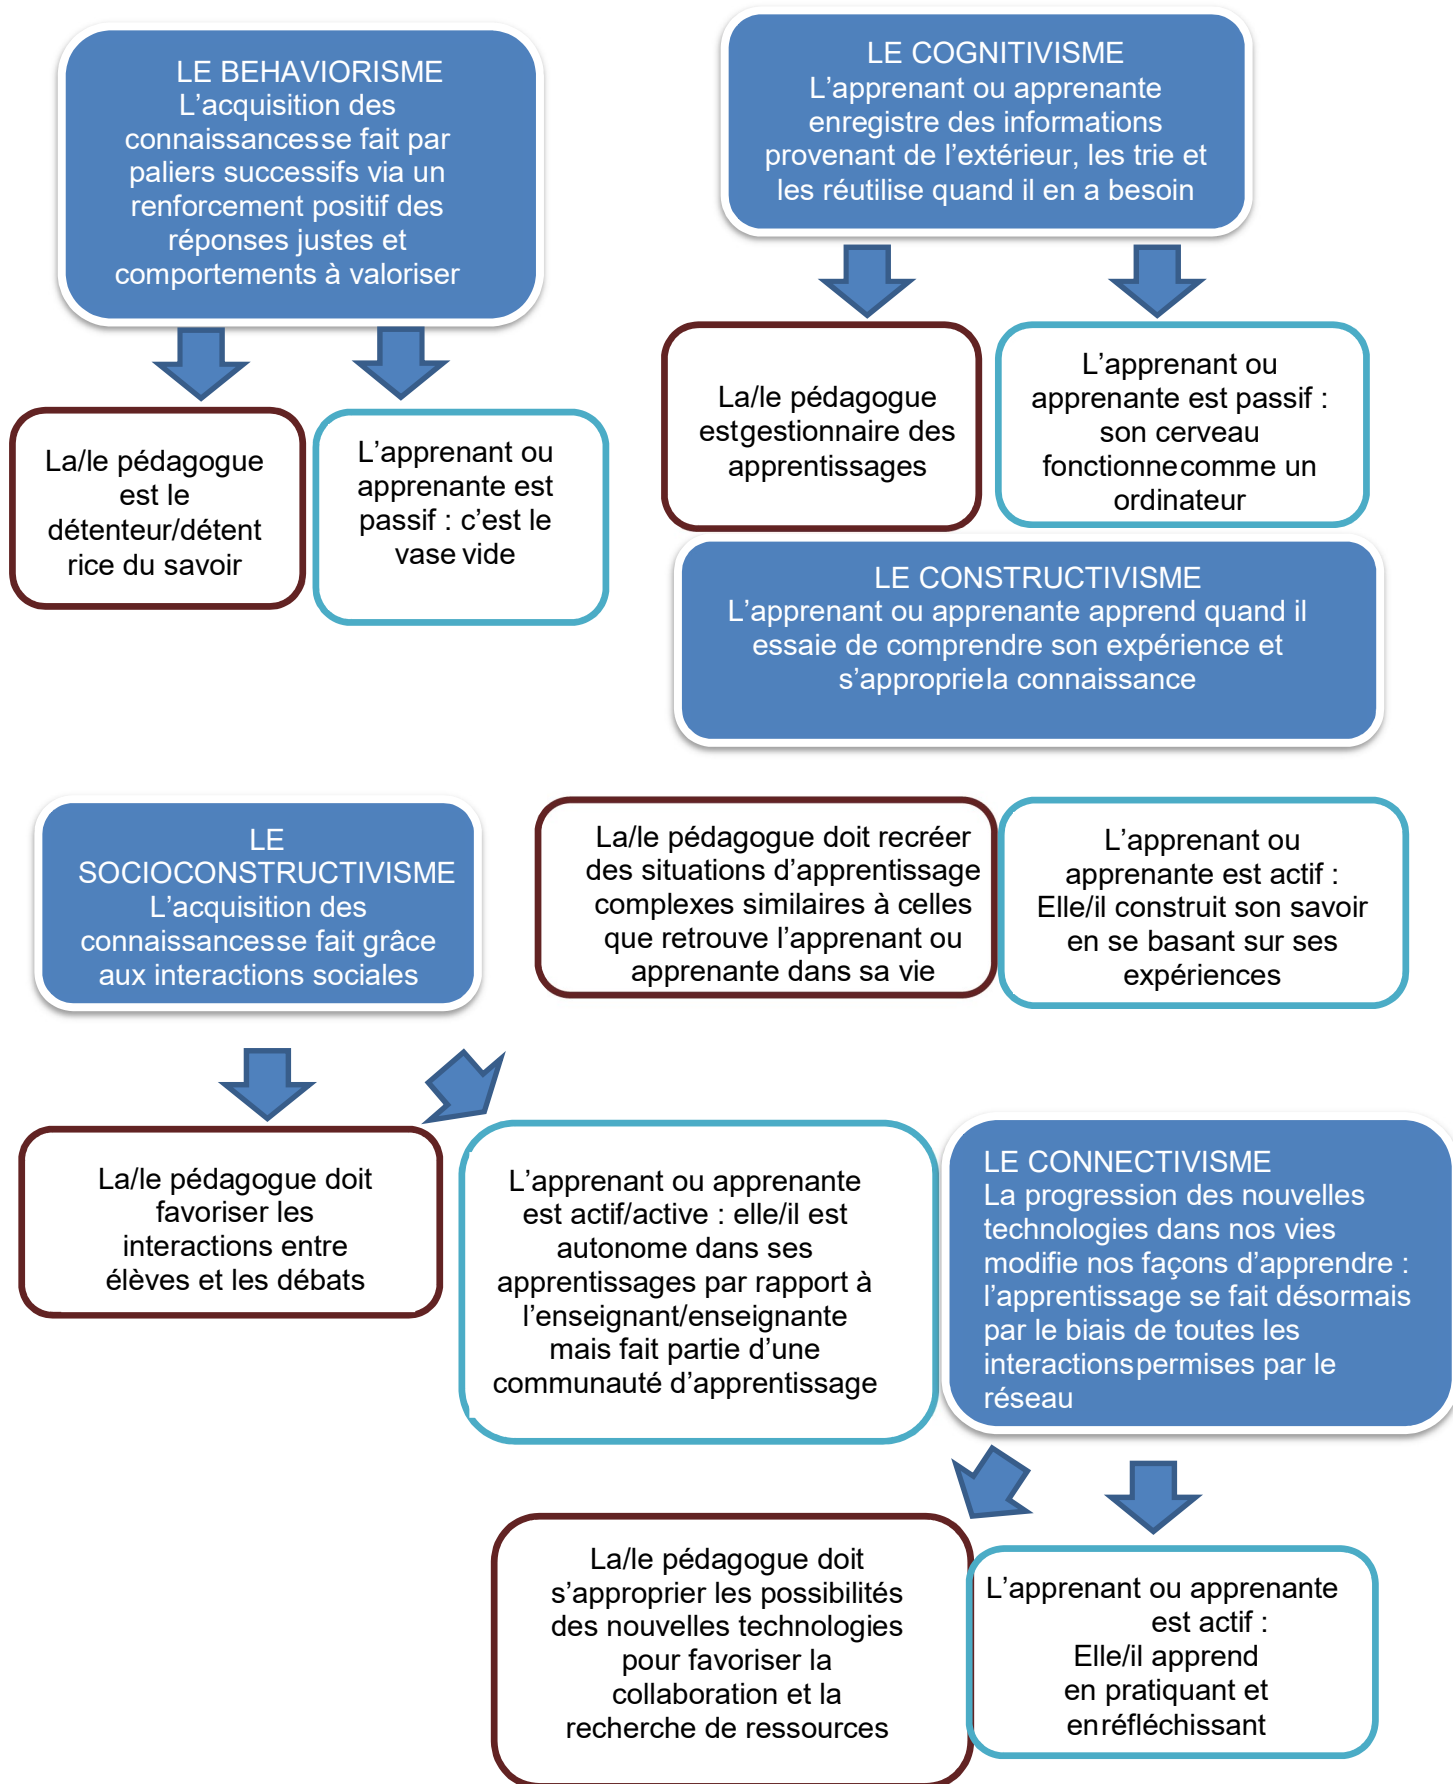 LE BEHAVIORISME
L’acquisition des
connaissancesse fait par
paliers successifs via un
renforcement positif des
réponses justes et
comportements à valoriser
La/le pédagogue
est le
détenteur/détent
rice du savoir
L’apprenant ou
apprenante est
passif : c’est le
vase vide
LE COGNITIVISME
L’apprenant ou apprenante
enregistre des informations
provenant de l’extérieur, les trie et
les réutilise quand il en a besoin
La/le pédagogue
estgestionnaire des
apprentissages
L’apprenant ou
apprenante est passif :
son cerveau
fonctionnecomme un
ordinateur
LE CONSTRUCTIVISME
L’apprenant ou apprenante apprend quand il
essaie de comprendre son expérience et
s’appropriela connaissance
La/le pédagogue doit recréer
des situations d’apprentissage
complexes similaires à celles
que retrouve l’apprenant ou
apprenante dans sa vie
L’apprenant ou
apprenante est actif :
Elle/il construit son savoir
en se basant sur ses
expériences
LE
SOCIOCONSTRUCTIVISME
L’acquisition des
connaissancesse fait grâce
aux interactions sociales
La/le pédagogue doit
favoriser les
interactions entre
élèves et les débats
L’apprenant ou apprenante
est actif/active : elle/il est
autonome dans ses
apprentissages par rapport à
l’enseignant/enseignante
mais fait partie d’une
communauté d’apprentissage
LE CONNECTIVISME
La progression des nouvelles
technologies dans nos vies
modifie nos façons d’apprendre :
l’apprentissage se fait désormais
par le biais de toutes les
interactionspermises par le
réseau
La/le pédagogue doit
s’approprier les possibilités
des nouvelles technologies
pour favoriser la
collaboration et la
recherche de ressources
L’apprenant ou apprenante
est actif :
Elle/il apprend
en pratiquant et
enréfléchissant